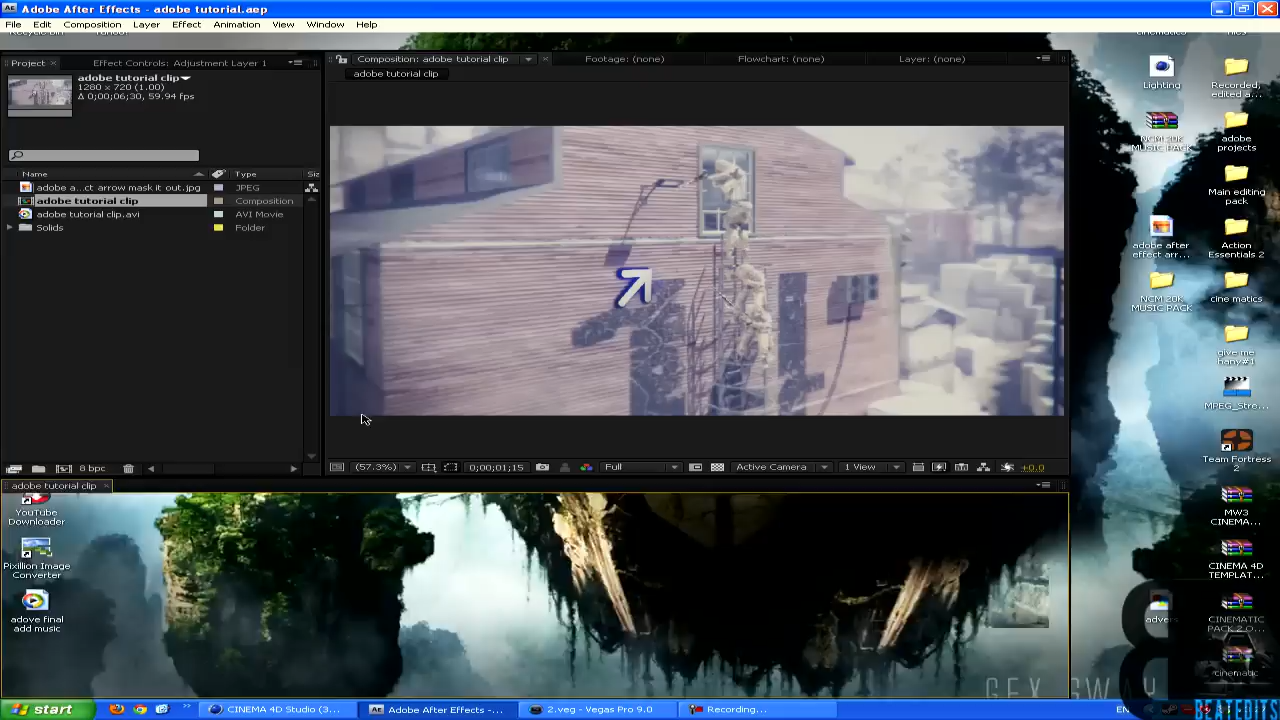 Adobe After Effects - adobe tutorial.aep
File Edit Composition Layer Effect Animation View Window Help
Project Effect Controls: Adjustment Layer 1
Composition: adobe tutorial clip Footage: (none) Flowchart: (none) Layer: (none)
adobe tutorial clip
adobe tutorial clip
1280 x 720 (1.00)
Δ 0;00;06;30, 59.94 fps
Name Type Siz
adobe a...ct arrow mask it out.jpg JPEG
adobe tutorial clip Composition
adobe tutorial clip.avi AVI Movie
Solids Folder
8 bpc
(57.3%) 0;00;01;15 Full Active Camera 1 View +0.0
adobe tutorial clip
YouTube
Downloader
Pixillion Image
Converter
adove final
add music
Lighting
Recorded,
edited a...
NCM 20K
MUSIC PACK
adobe
projects
Main editing
pack
adobe after
effect arr...
Action
Essentials 2
NCM 20K
MUSIC PACK
cine matics
give me
MPEG_Stre...
Team Fortress
2
MW3
CINEMA...
CINEMA 4D
TEMPLAT...
CINEMATIC
PACK 2.0...
cinematic
start
CINEMA 4D Studio (3...
Adobe After Effects -...
2.veg - Vegas Pro 9.0
Recording...